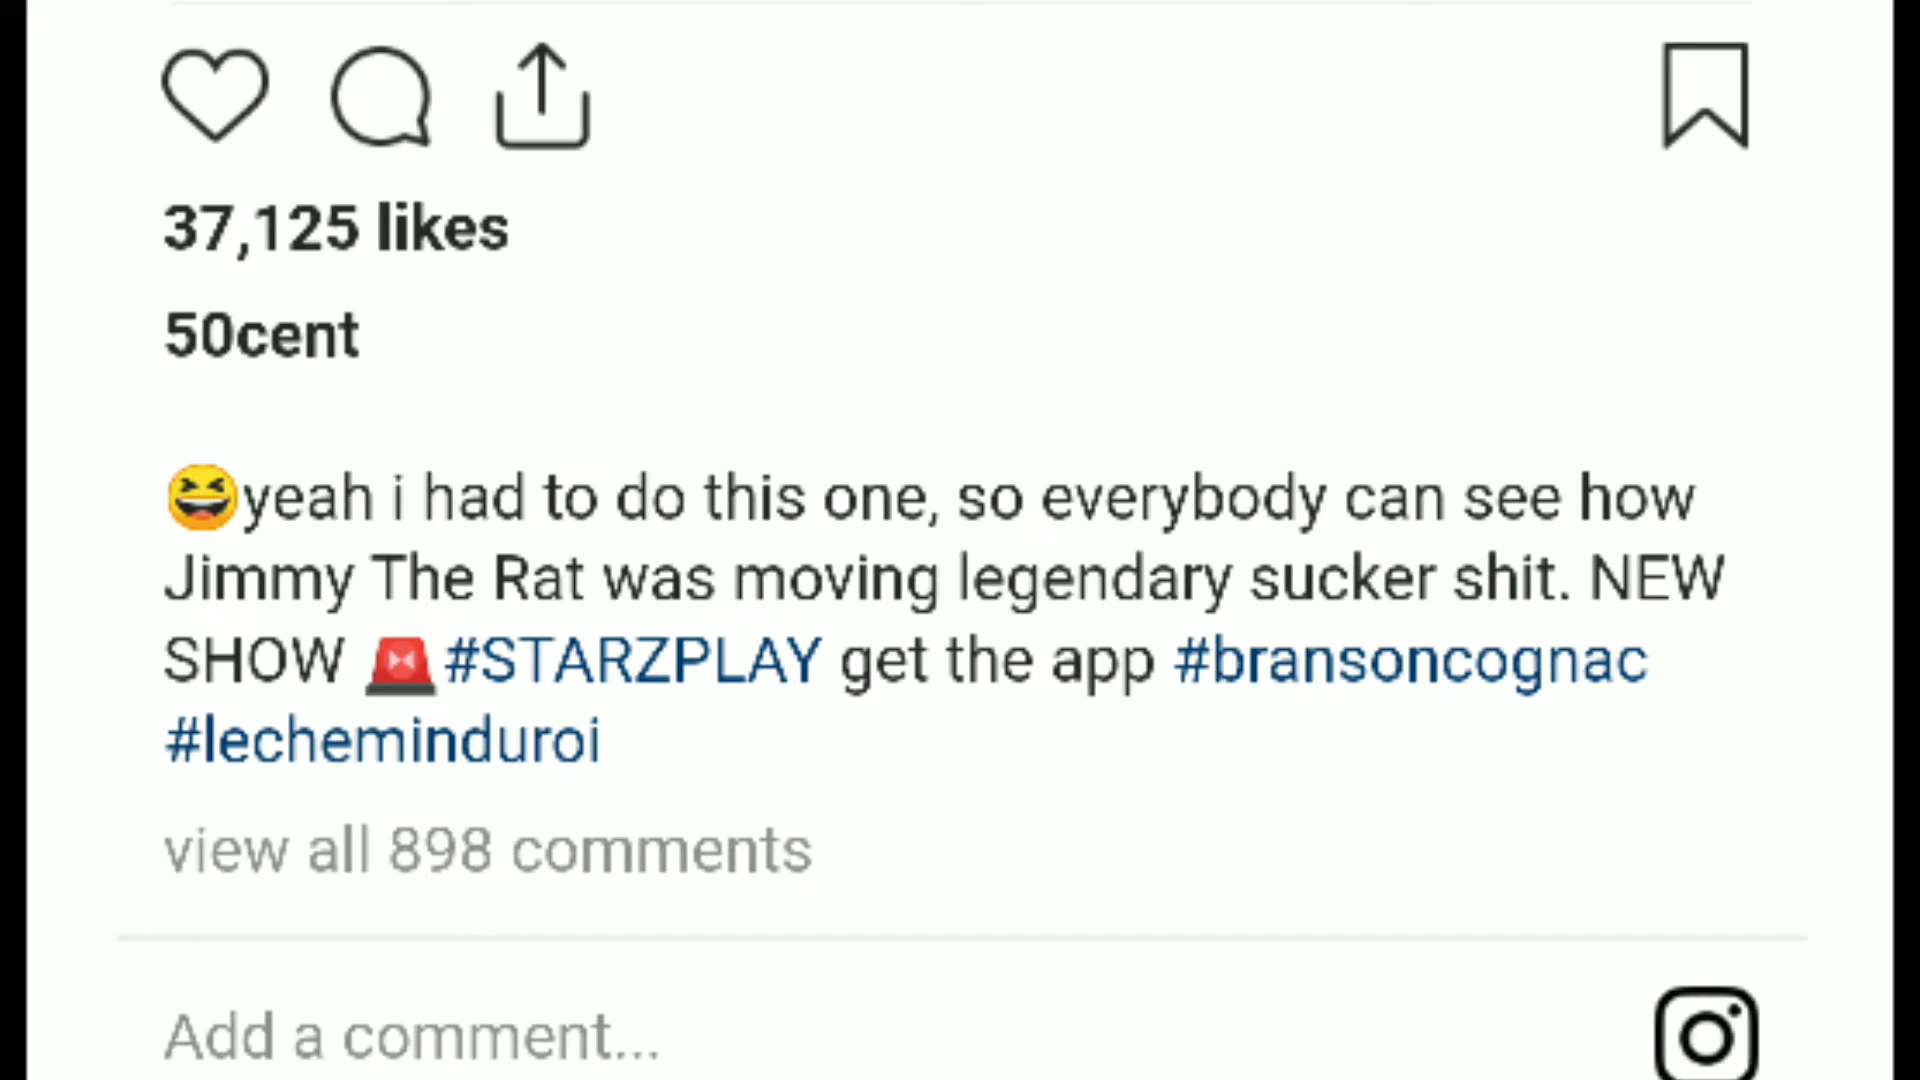 37,125 likes
50cent
😆yeah i had to do this one, so everybody can see how
Jimmy The Rat was moving legendary sucker shit. NEW
SHOW 🚨#STARZPLAY get the app #bransoncognac
#lecheminduroi
view all 898 comments
Add a comment...